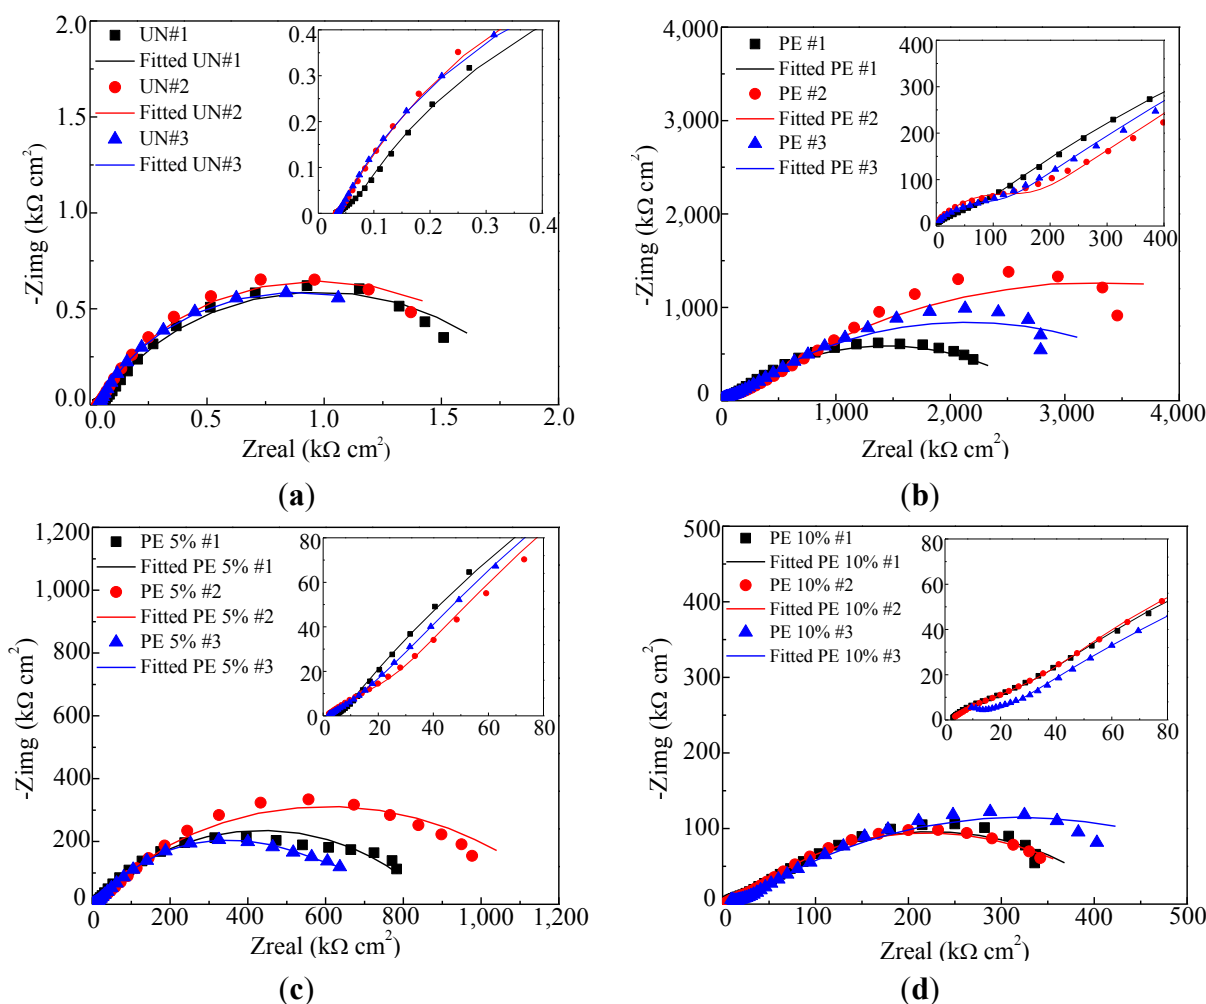 2.0
1.5
1.0
0.5
0.0
-Zimg (kΩ cm²)
UN#1
Fitted UN#1
UN#2
Fitted UN#2
UN#3
Fitted UN#3
0.4
0.3
0.2
0.1
0
0
0.1
0.2
0.4
0.0
0.5
1.0
1.5
2.0
Zreal (kΩ cm²)
(a)
4,000
3,000
2,000
1,000
0
-Zimg (kΩ cm²)
PE #1
Fitted PE #1
PE #2
Fitted PE #2
PE #3
Fitted PE #3
400
300
200
100
0
0
100
200
300
400
0
1,000
2,000
3,000
4,000
Zreal (kΩ cm²)
(b)
1,200
1,000
800
600
400
200
0
-Zimg (kΩ cm²)
PE 5% #1
Fitted PE 5% #1
PE 5% #2
Fitted PE 5% #2
PE 5% #3
Fitted PE 5% #3
80
60
40
20
0
0
20
40
60
80
0
200
400
600
800
1,000
1,200
Zreal (kΩ cm²)
(c)
500
400
300
200
100
0
-Zimg (kΩ cm²)
PE 10% #1
Fitted PE 10% #1
PE 10% #2
Fitted PE 10% #2
PE 10% #3
Fitted PE 10% #3
80
60
40
20
0
0
20
40
60
80
0
100
200
300
400
500
Zreal (kΩ cm²)
(d)